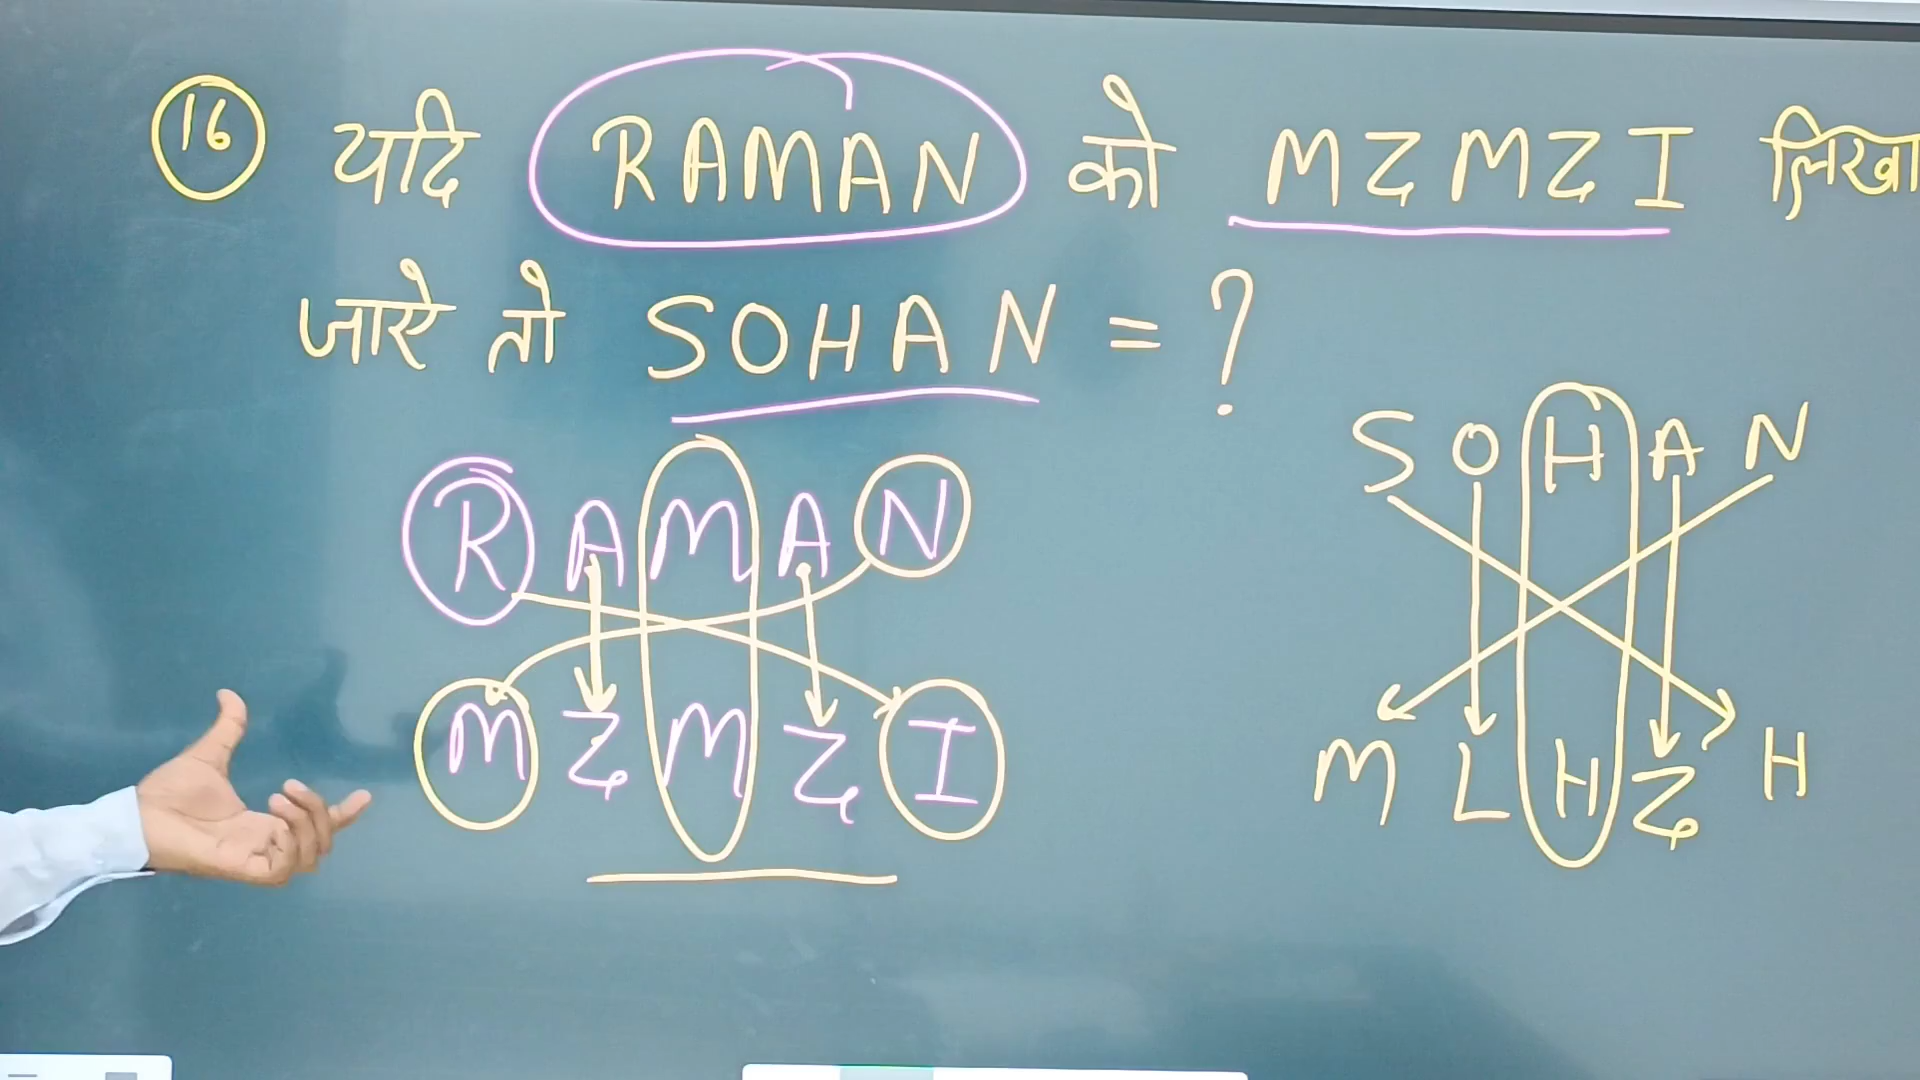 16 यदि RAMAN को MZMZI लिखा
जाऐ तो SOHAN = ?
RAMAN
MZMZI
SOHAN
MLHZH